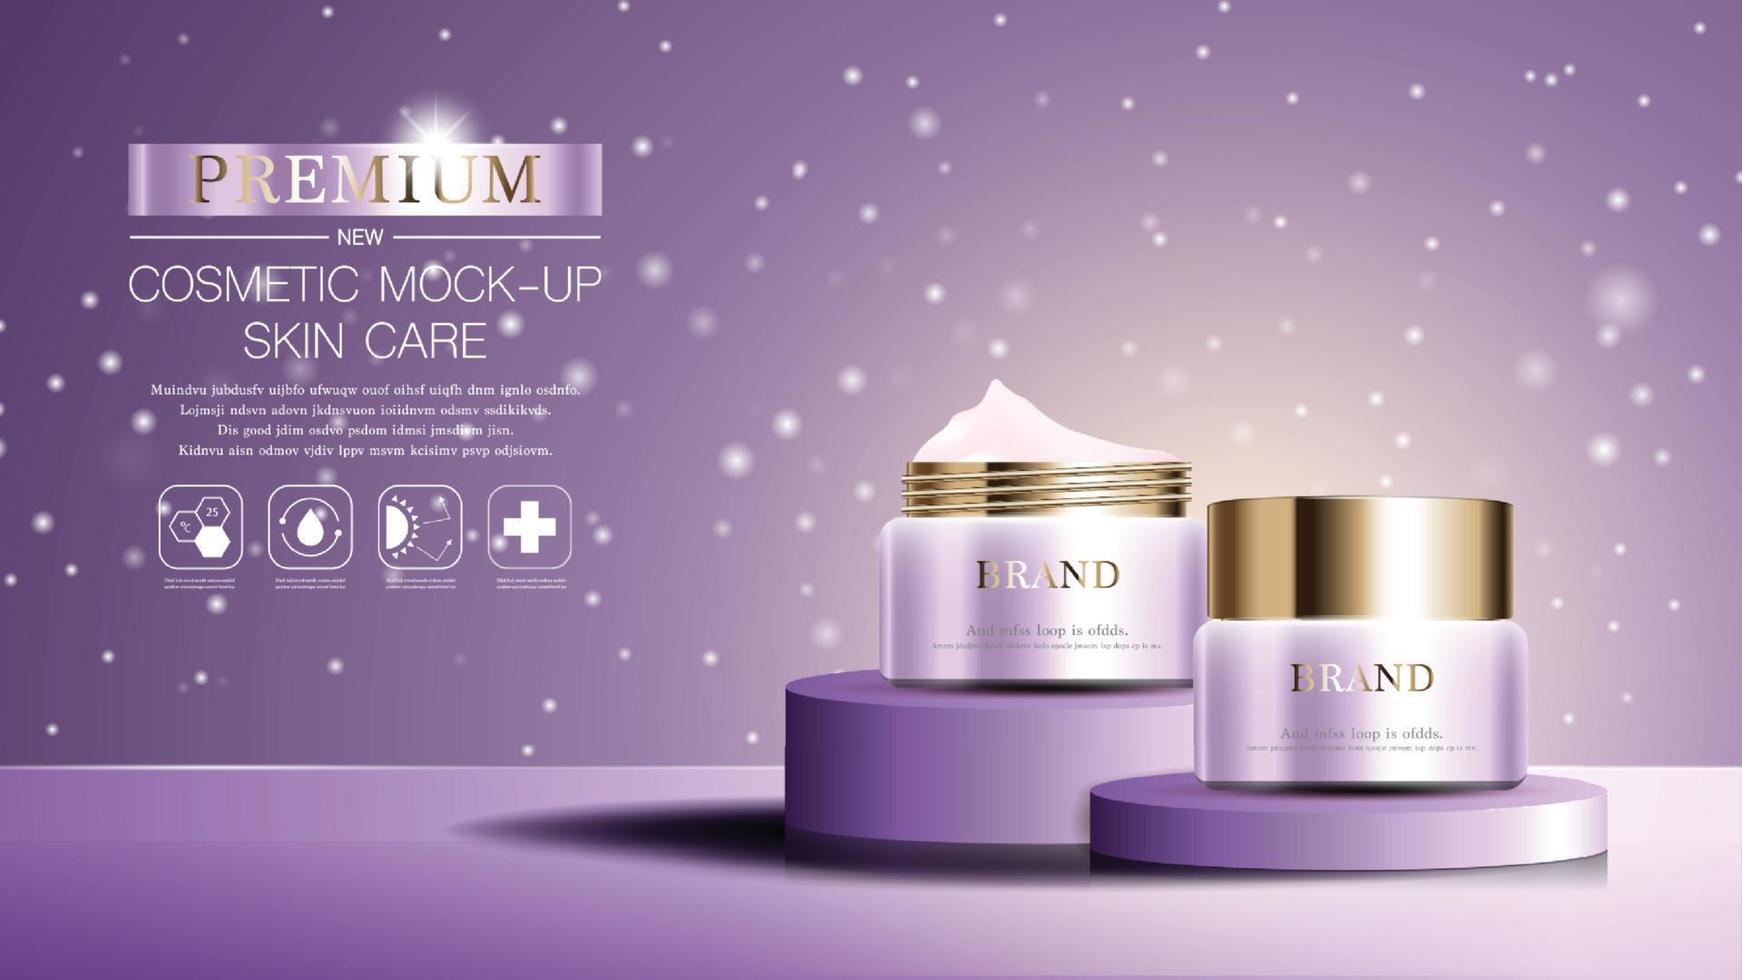 PREMIUM
NEW
COSMETIC MOCK-UP
SKIN CARE
Muindvu jubdusfv uijbfo ufwuqw ouof oihsf uiqfh dnm ignlo osdnfo.
Lojmsji ndsvn adovn jkdnsvuon ioiidnvm odsmv ssdikikvds.
Dis good jdim osdvo psdom idmsi jmsdivm jisn.
Kidnvu aisn odmov vjdiv lppv msvm kcisimv psvp odjsiovn.
°C 25
BRAND
And mfss loop is ofdds.
BRAND
And mfss loop is ofdds.